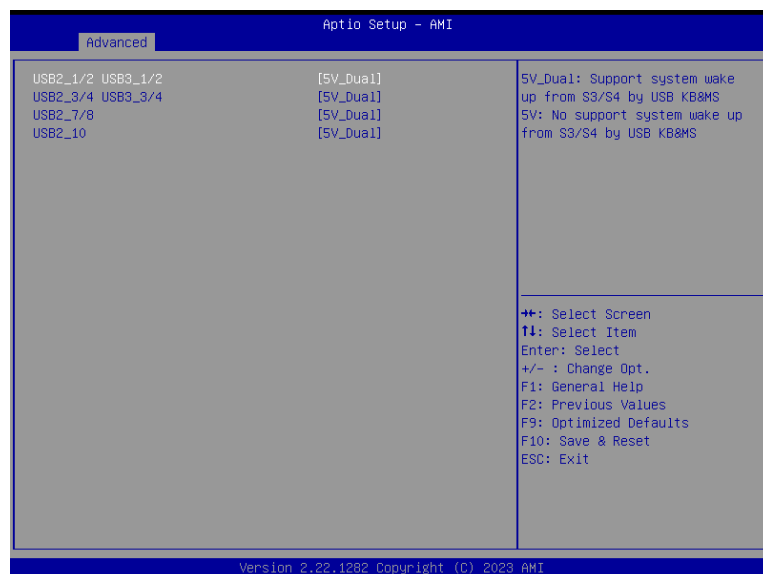 Aptio Setup - AMI
Advanced
USB2_1/2 USB3_1/2 [5V_Dual]
USB2_3/4 USB3_3/4 [5V_Dual]
USB2_7/8 [5V_Dual]
USB2_10 [5V_Dual]
5V_Dual: Support system wake
up from S3/S4 by USB KB&MS
5V: No support system wake up
from S3/S4 by USB KB&MS
→←: Select Screen
↑↓: Select Item
Enter: Select
+/- : Change Opt.
F1: General Help
F2: Previous Values
F9: Optimized Defaults
F10: Save & Reset
ESC: Exit
Version 2.22.1282 Copyright (C) 2023 AMI